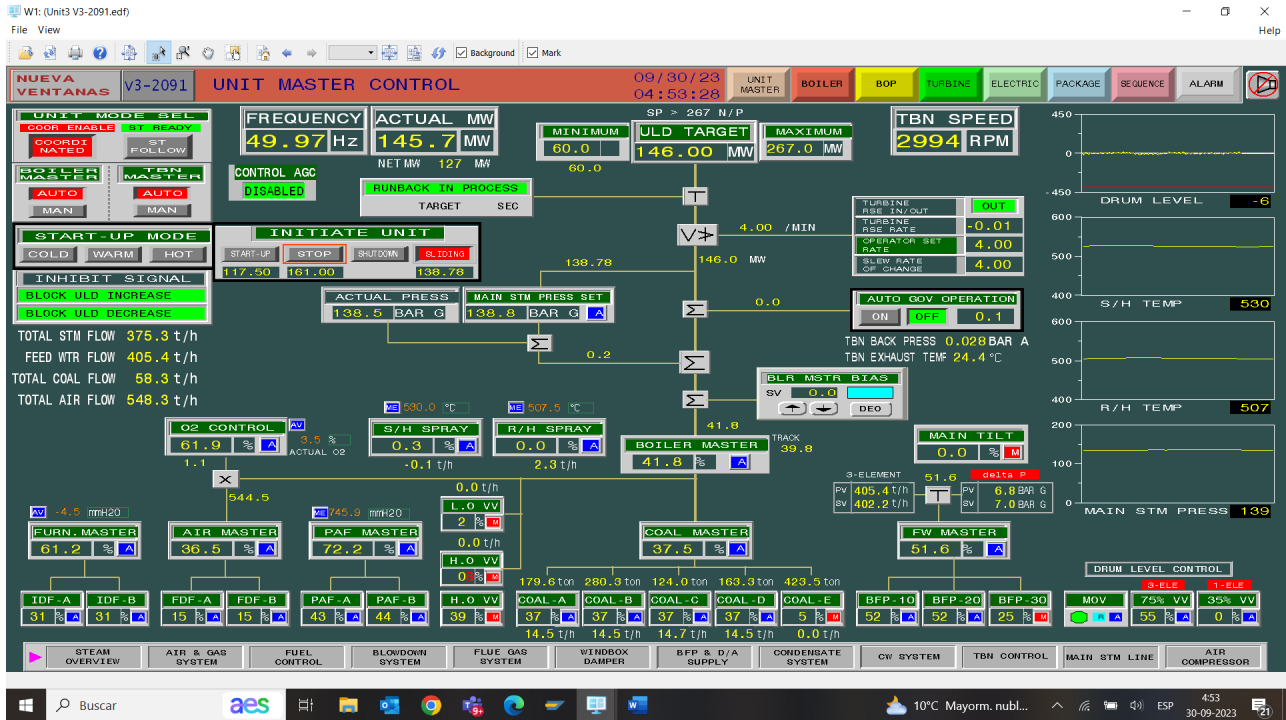 W1: (Unit3 V3-2091.edf)
File View Help
Background Mark
NUEVA VENTANAS V3-2091 UNIT MASTER CONTROL 09/30/23 04:53:28 UNIT MASTER BOILER BOP TURBINE ELECTRIC PACKAGE SEQUENCE ALARM
UNIT MODE SEL
COOR ENABLE ST READY
COORDI NATED ST FOLLOW
BOILER MASTER TBN MASTER
AUTO AUTO
MAN MAN
FREQUENCY
49.97 Hz
ACTUAL MW
145.7 MW
NET MW 127 MW
CONTROL AGC
DISABLED
RUNBACK IN PROCESS
TARGET SEC
MINIMUM
60.0
60.0
SP > 267 N/P
ULD TARGET
146.00 MW
MAXIMUM
267.0 MW
TBN SPEED
2994 RPM
START-UP MODE
COLD WARM HOT
INITIATE UNIT
START-UP STOP SHUTDOWN SLIDING
117.50 161.00 138.78
INHIBIT SIGNAL
BLOCK ULD INCREASE
BLOCK ULD DECREASE
TOTAL STM FLOW 375.3 t/h
FEED WTR FLOW 405.4 t/h
TOTAL COAL FLOW 58.3 t/h
TOTAL AIR FLOW 548.3 t/h
T
V≯ 4.00 /MIN
146.0 MW
138.78
TURBINE RSE IN/OUT OUT
TURBINE RSE RATE -0.01
OPERATOR SET RATE 4.00
SLEW RATE OF CHANGE 4.00
ACTUAL PRESS
138.5 BAR G
MAIN STM PRESS SET
138.8 BAR G A
Σ 0.0
Σ 0.2 Σ
AUTO GOV OPERATION
ON OFF 0.1
TBN BACK PRESS 0.028 BAR A
TBN EXHAUST TEMP 24.4 °C
BLR MSTR BIAS
SV 0.0
DEO
Σ
41.8
BOILER MASTER
41.8 % A
TRACK
39.8
450
0
-450
DRUM LEVEL -6
600
500
400
S/H TEMP 530
600
500
400
R/H TEMP 507
200
100
0
MAIN STM PRESS 139
O2 CONTROL AV
61.9 % A 3.5 %
ACTUAL O2
1.1
X
544.5
ME 530.0 °C
S/H SPRAY
0.3 % A
-0.1 t/h
ME 507.5 °C
R/H SPRAY
0.0 % A
2.3 t/h
MAIN TILT
0.0 % M
3-ELEMENT 51.6 delta P
PV 405.4 t/h T PV 6.8 BAR G
SV 402.2 t/h SV 7.0 BAR G
AV -4.5 mmH20
FURN. MASTER
61.2 % A
AIR MASTER
36.5 % A
ME 745.9 mmH20
PAF MASTER
72.2 % A
0.0 t/h
L.O VV
2 % M
0.0 t/h
H.O VV
% M
COAL MASTER
37.5 % A
FW MASTER
51.6 % A
179.6 ton 280.3 ton 124.0 ton 163.3 ton 423.5 ton
IDF-A IDF-B FDF-A FDF-B PAF-A PAF-B H.O VV COAL-A COAL-B COAL-C COAL-D COAL-E BFP-10 BFP-20 BFP-30
31 % A 31 % A 15 % A 15 % A 43 % A 44 % A 39 % M 37 % A 37 % A 37 % A 37 % A 5 % M 52 % A 52 % A 25 % M
14.5 t/h 14.5 t/h 14.7 t/h 14.5 t/h 0.0 t/h
DRUM LEVEL CONTROL
3-ELE 1-ELE
MOV 75% VV 35% VV
R A 55 % A 0 % A
STEAM OVERVIEW AIR & GAS SYSTEM FUEL CONTROL BLOWDOWN SYSTEM FLUE GAS SYSTEM WINDBOX DAMPER BFP & D/A SUPPLY CONDENSATE SYSTEM CW SYSTEM TBN CONTROL MAIN STM LINE AIR COMPRESSOR
Buscar aes 10°C Mayorm. nubl... ESP 4:53
30-09-2023 21